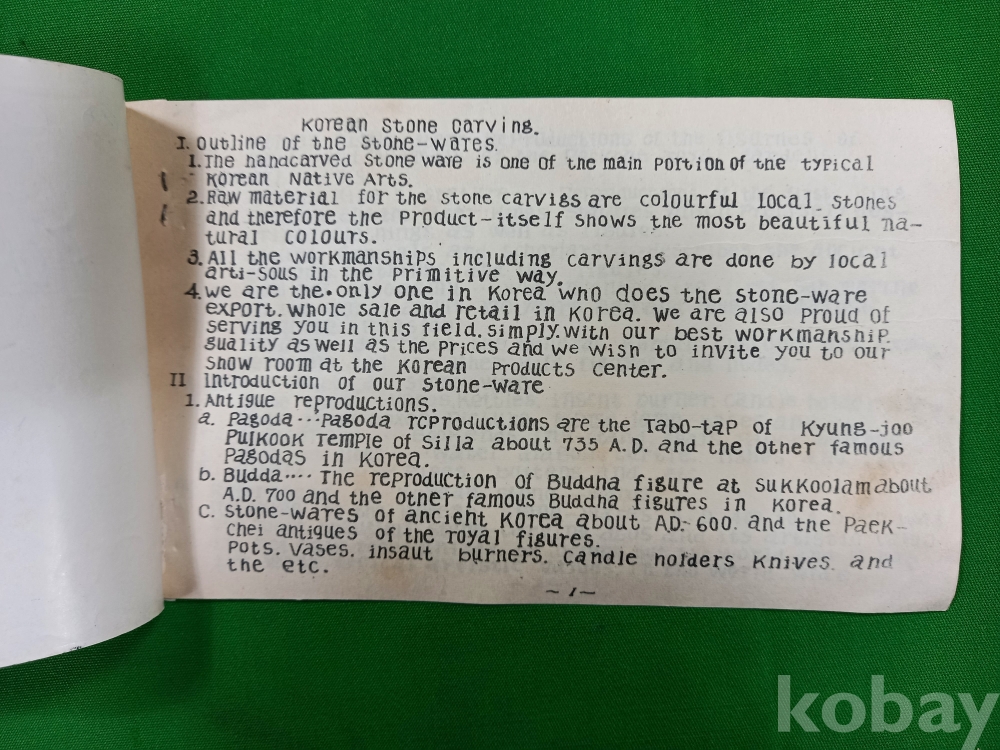 Korean Stone Carving.
I. Outline of the Stone-wares.
1. The handcarved Stone ware is one of the main Portion of the typical
Korean Native Arts.
2. Raw material for the stone carvigs are colourful local stones
and therefore the Product-itself shows the most beautiful na-
tural colours.
3. All the workmanships including carvings are done by local
arti-sous in the Primitive way.
4. we are the.only one in Korea who does the stone-ware
export. whole sale and retail in Korea. we are also Proud of
serving you in this field. simply. with our best workmanship.
guality as well as the Prices and we wish to invite you to our
show room at the Korean Products Center.
II Introduction of our stone-ware
1. Antigue reproductions.
a. Pagoda...Pagoda reproductions are the Tabo-tap of Kyung-joo
Pulkook Temple of Silla about 735 A.D. and the other famous
Pagodas in Korea.
b. Budda.... The reproduction of Buddha figure at sukkoolam about
A.D. 700 and the other famous Buddha figures in Korea.
C. Stone-wares of ancient Korea about AD. 600. and the Paek-
chei antigues of the royal figures.
Pots. Vases. insaut burners. Candle holders Knives. and
the etc.
~ 1 ~
kobay